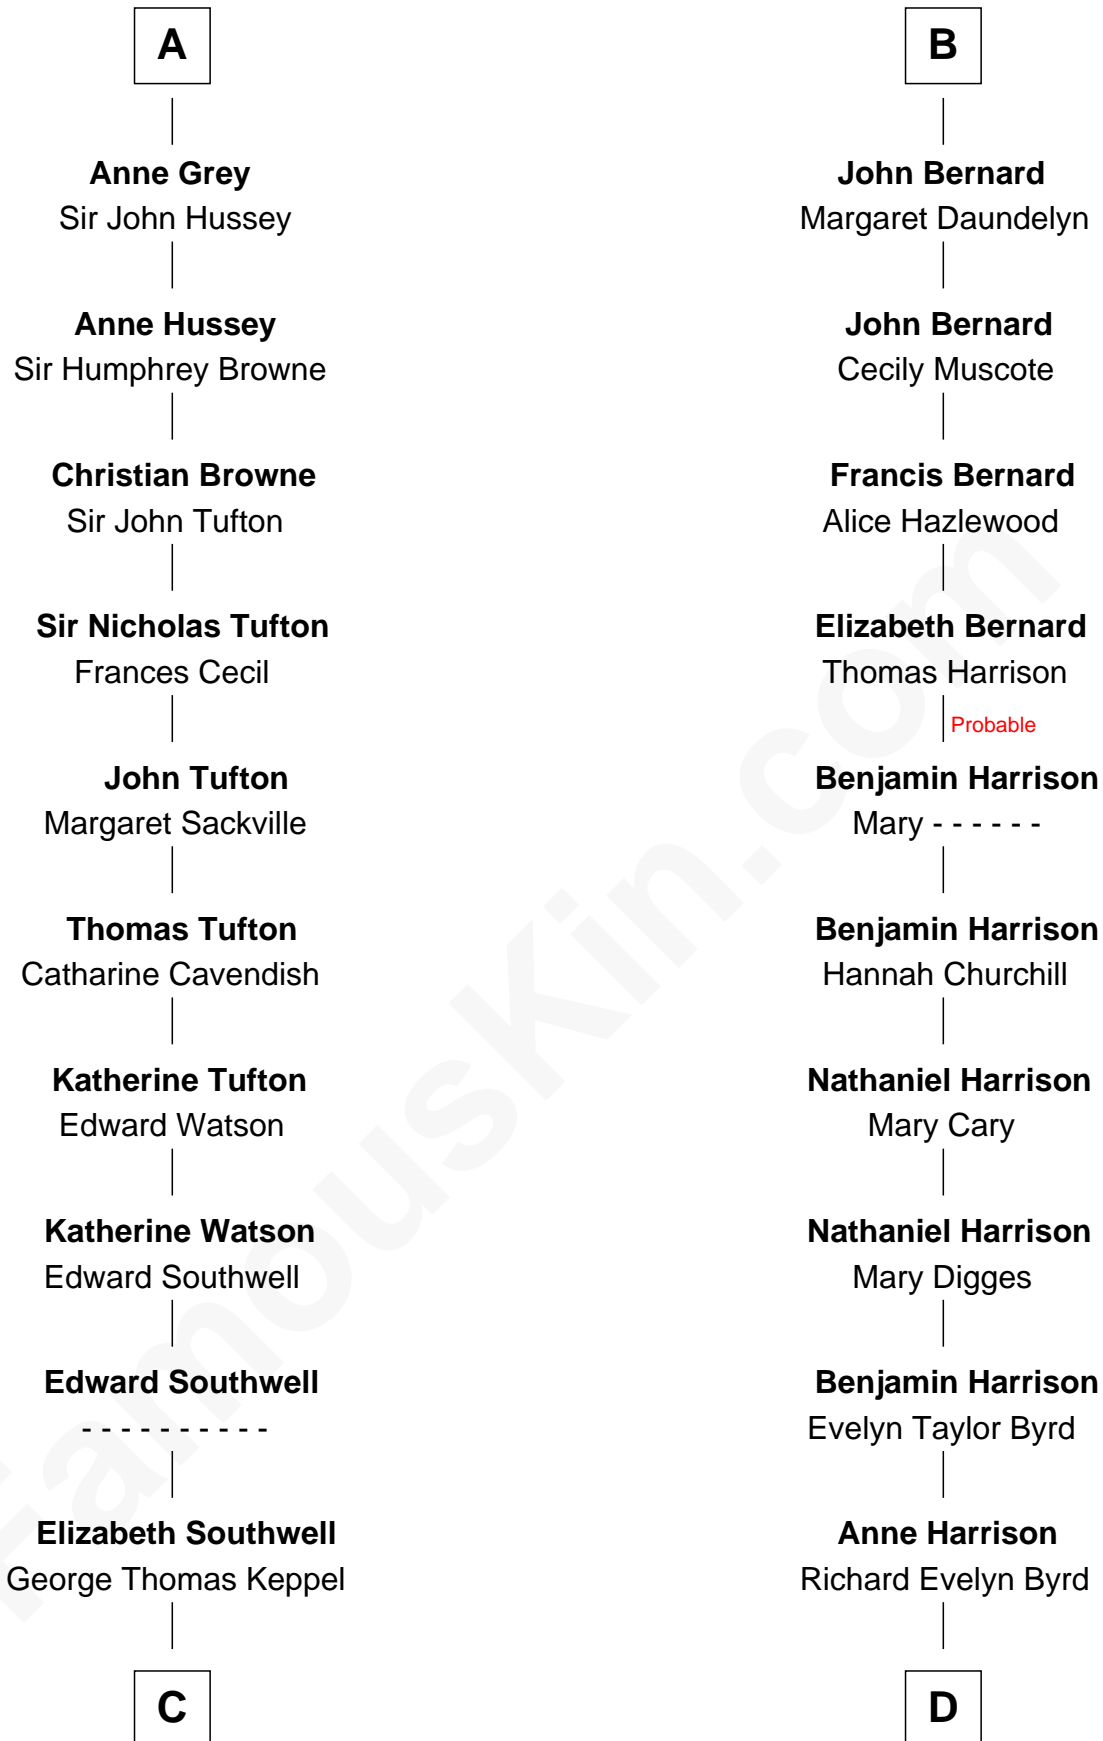 A
Anne Grey
Sir John Hussey
Anne Hussey
Sir Humphrey Browne
Christian Browne
Sir John Tufton
Sir Nicholas Tufton
Frances Cecil
John Tufton
Margaret Sackville
Thomas Tufton
Catharine Cavendish
Katherine Tufton
Edward Watson
Katherine Watson
Edward Southwell
Edward Southwell
- - - - - - - - - -
Elizabeth Southwell
George Thomas Keppel
C
B
John Bernard
Margaret Daundelyn
John Bernard
Cecily Muscote
Francis Bernard
Alice Hazlewood
Elizabeth Bernard
Thomas Harrison
Probable
Benjamin Harrison
Mary - - - - - -
Benjamin Harrison
Hannah Churchill
Nathaniel Harrison
Mary Cary
Nathaniel Harrison
Mary Digges
Benjamin Harrison
Evelyn Taylor Byrd
Anne Harrison
Richard Evelyn Byrd
D
FamousKin.com